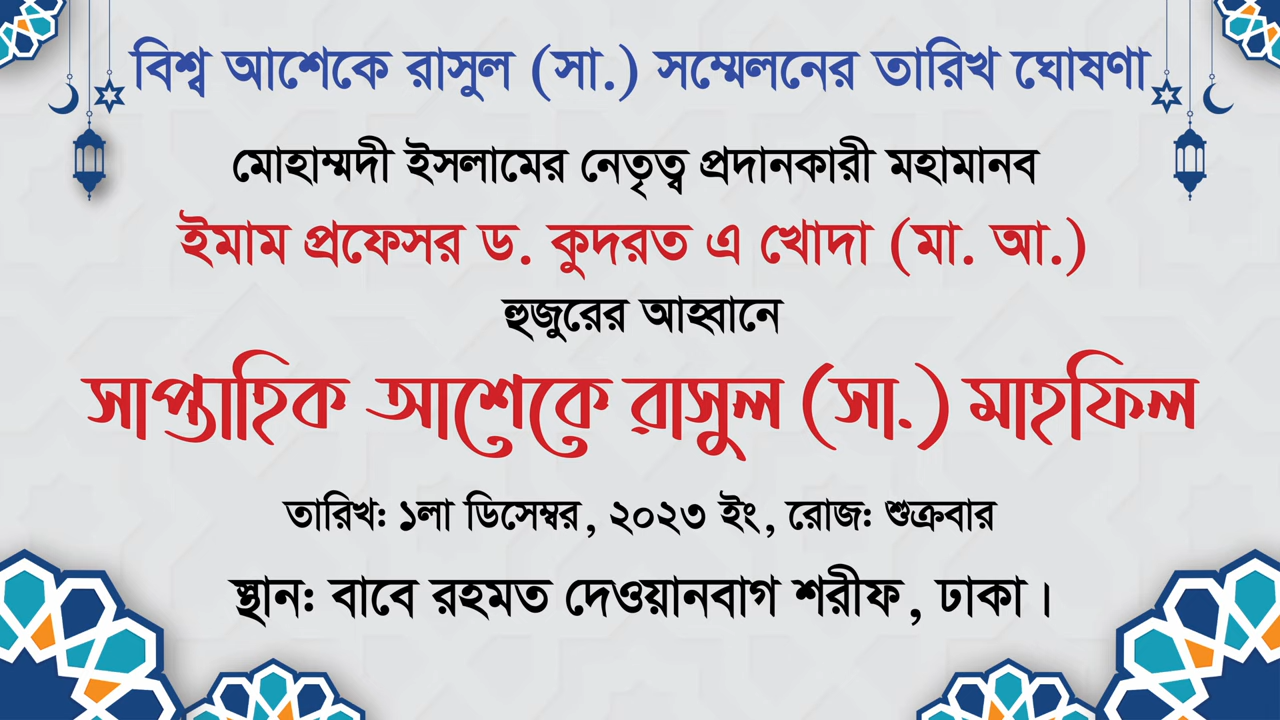 বিশ্ব আশেকে রাসুল (সা.) সম্মেলনের তারিখ ঘোষণা
মোহাম্মদী ইসলামের নেতৃত্ব প্রদানকারী মহামানব
ইমাম প্রফেসর ড. কুদরত এ খোদা (মা. আ.)
হুজুরের আহ্বানে
সাপ্তাহিক আশেকে রাসুল (সা.) মাহফিল
তারিখ: ১লা ডিসেম্বর, ২০২৩ ইং, রোজ: শুক্রবার
স্থান: বাবে রহমত দেওয়ানবাগ শরীফ, ঢাকা।